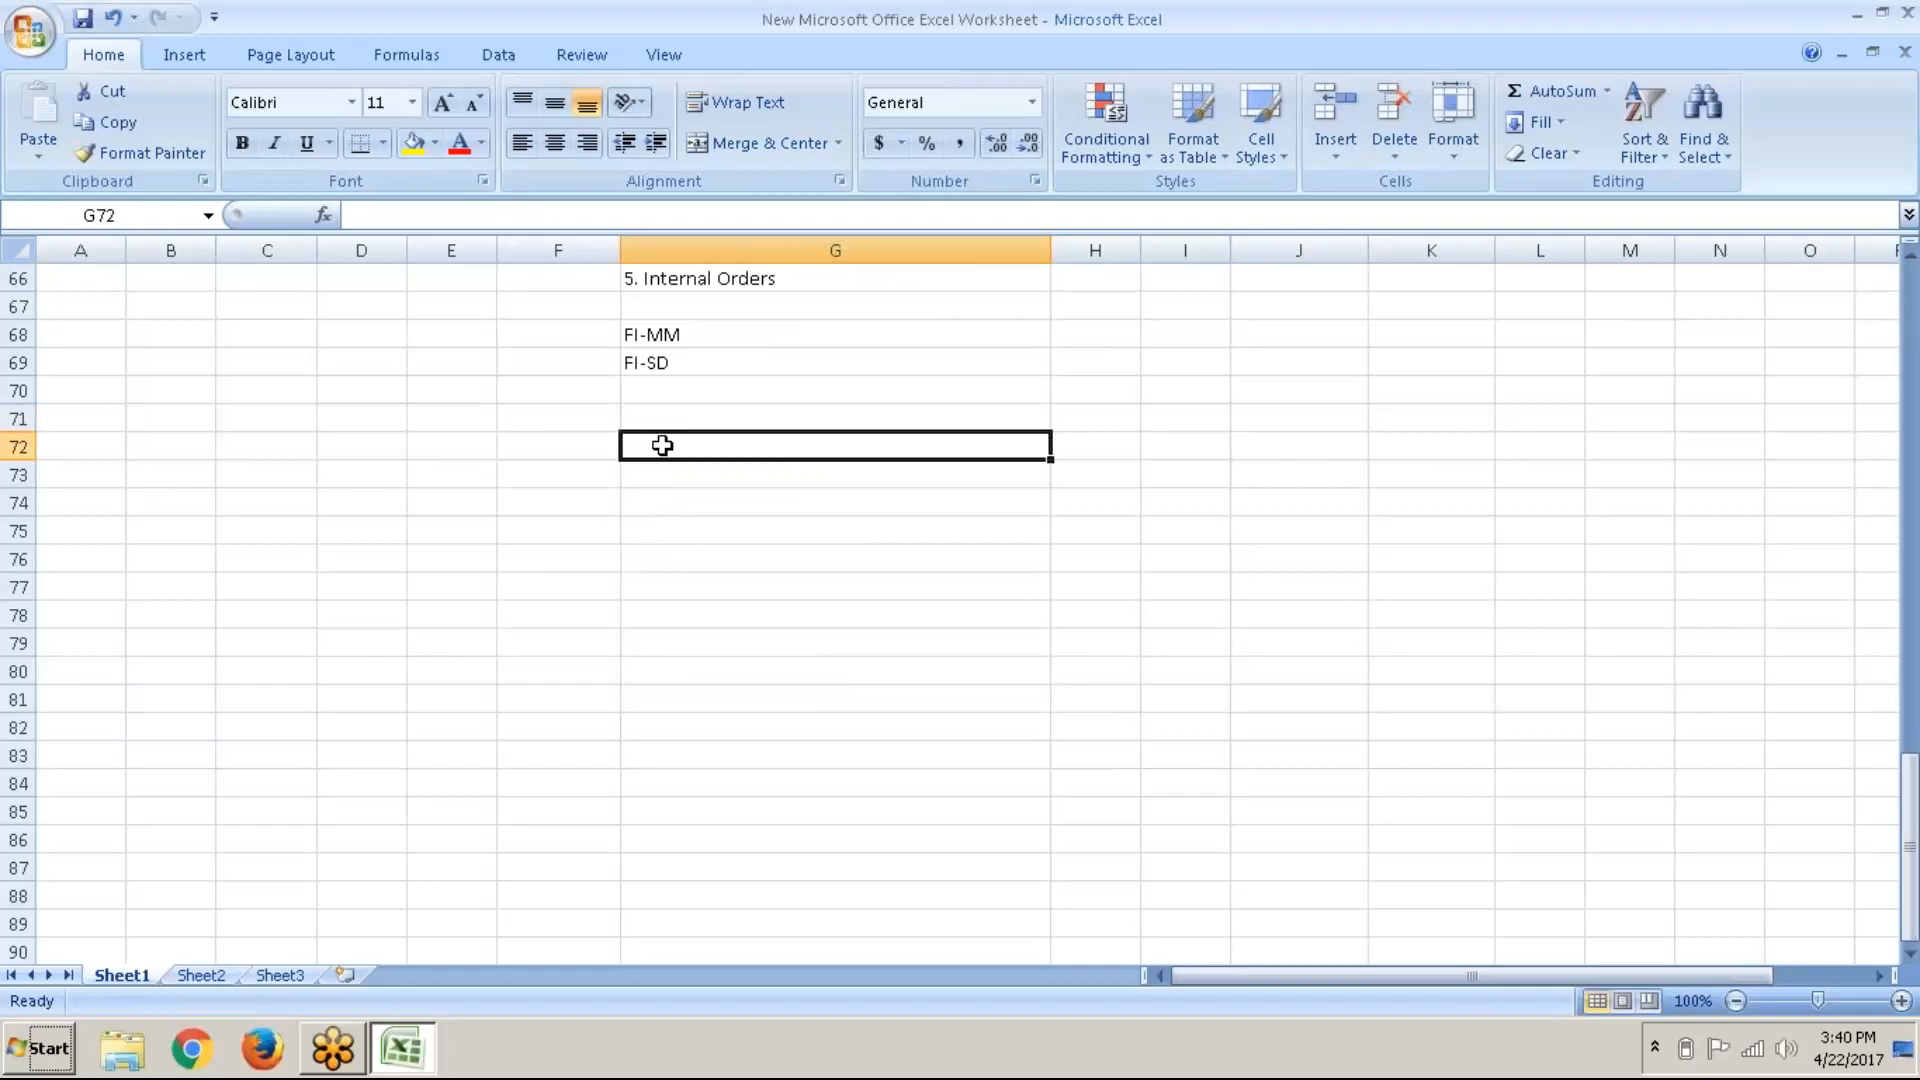 New Microsoft Office Excel Worksheet - Microsoft Excel
Home Insert Page Layout Formulas Data Review View
Paste
Cut
Copy
Format Painter
Clipboard
Calibri 11
B I U
Font
Wrap Text
Merge & Center
Alignment
General
$ % ,
Number
Conditional Formatting
Format as Table
Cell Styles
Styles
Insert Delete Format
Cells
Σ AutoSum
Fill
Clear
Sort & Filter
Find & Select
Editing
G72 fx
A B C D E F G H I J K L M N O
66 5. Internal Orders
67
68 FI-MM
69 FI-SD
70
71
72
73
74
75
76
77
78
79
80
81
82
83
84
85
86
87
88
89
90
Sheet1 Sheet2 Sheet3
Ready 100%
Start
3:40 PM
4/22/2017